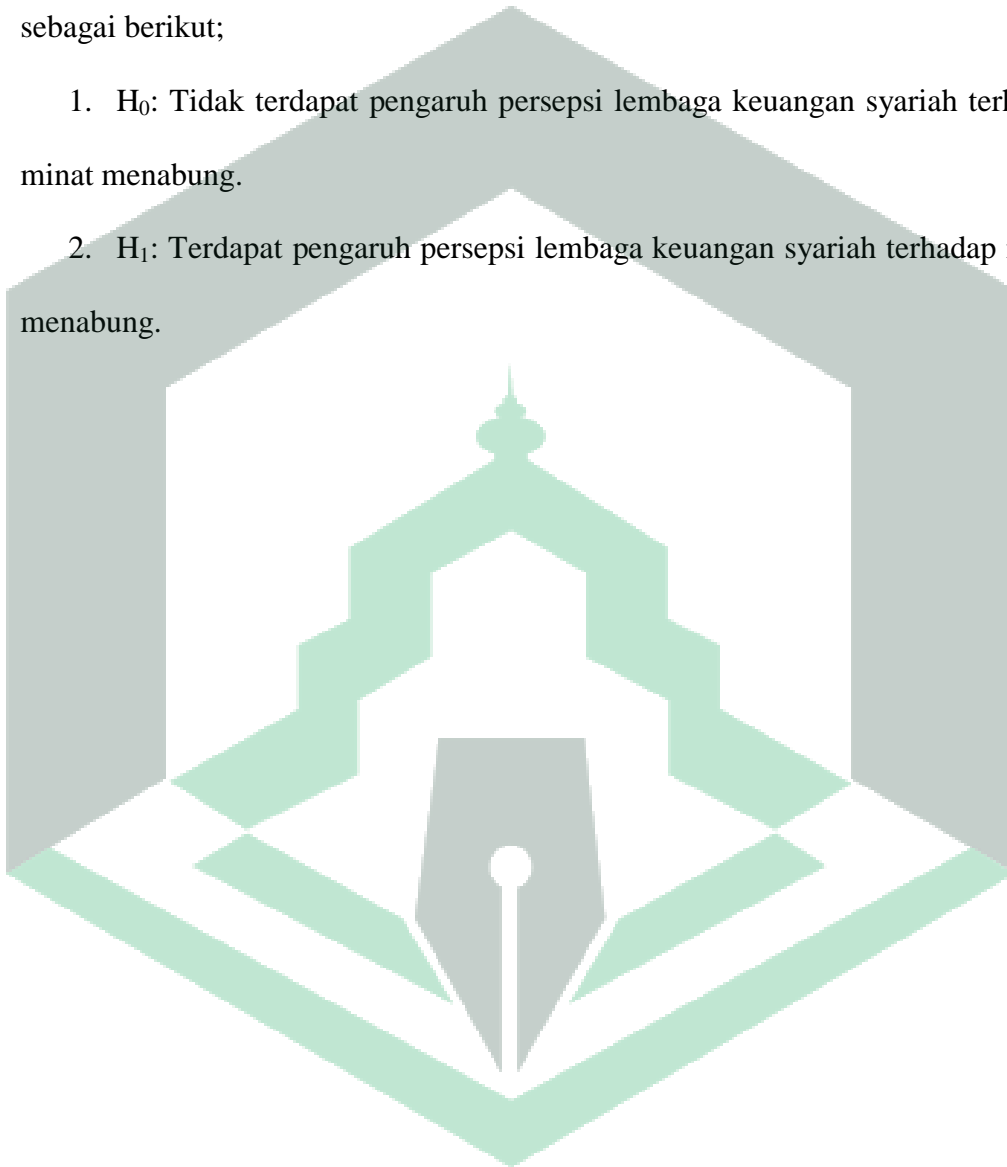 sebagai berikut;
1. H₀: Tidak terdapat pengaruh persepsi lembaga keuangan syariah
minat menabung.
2. H₁: Terdapat pengaruh persepsi lembaga keuangan syariah terhadap
menabung.